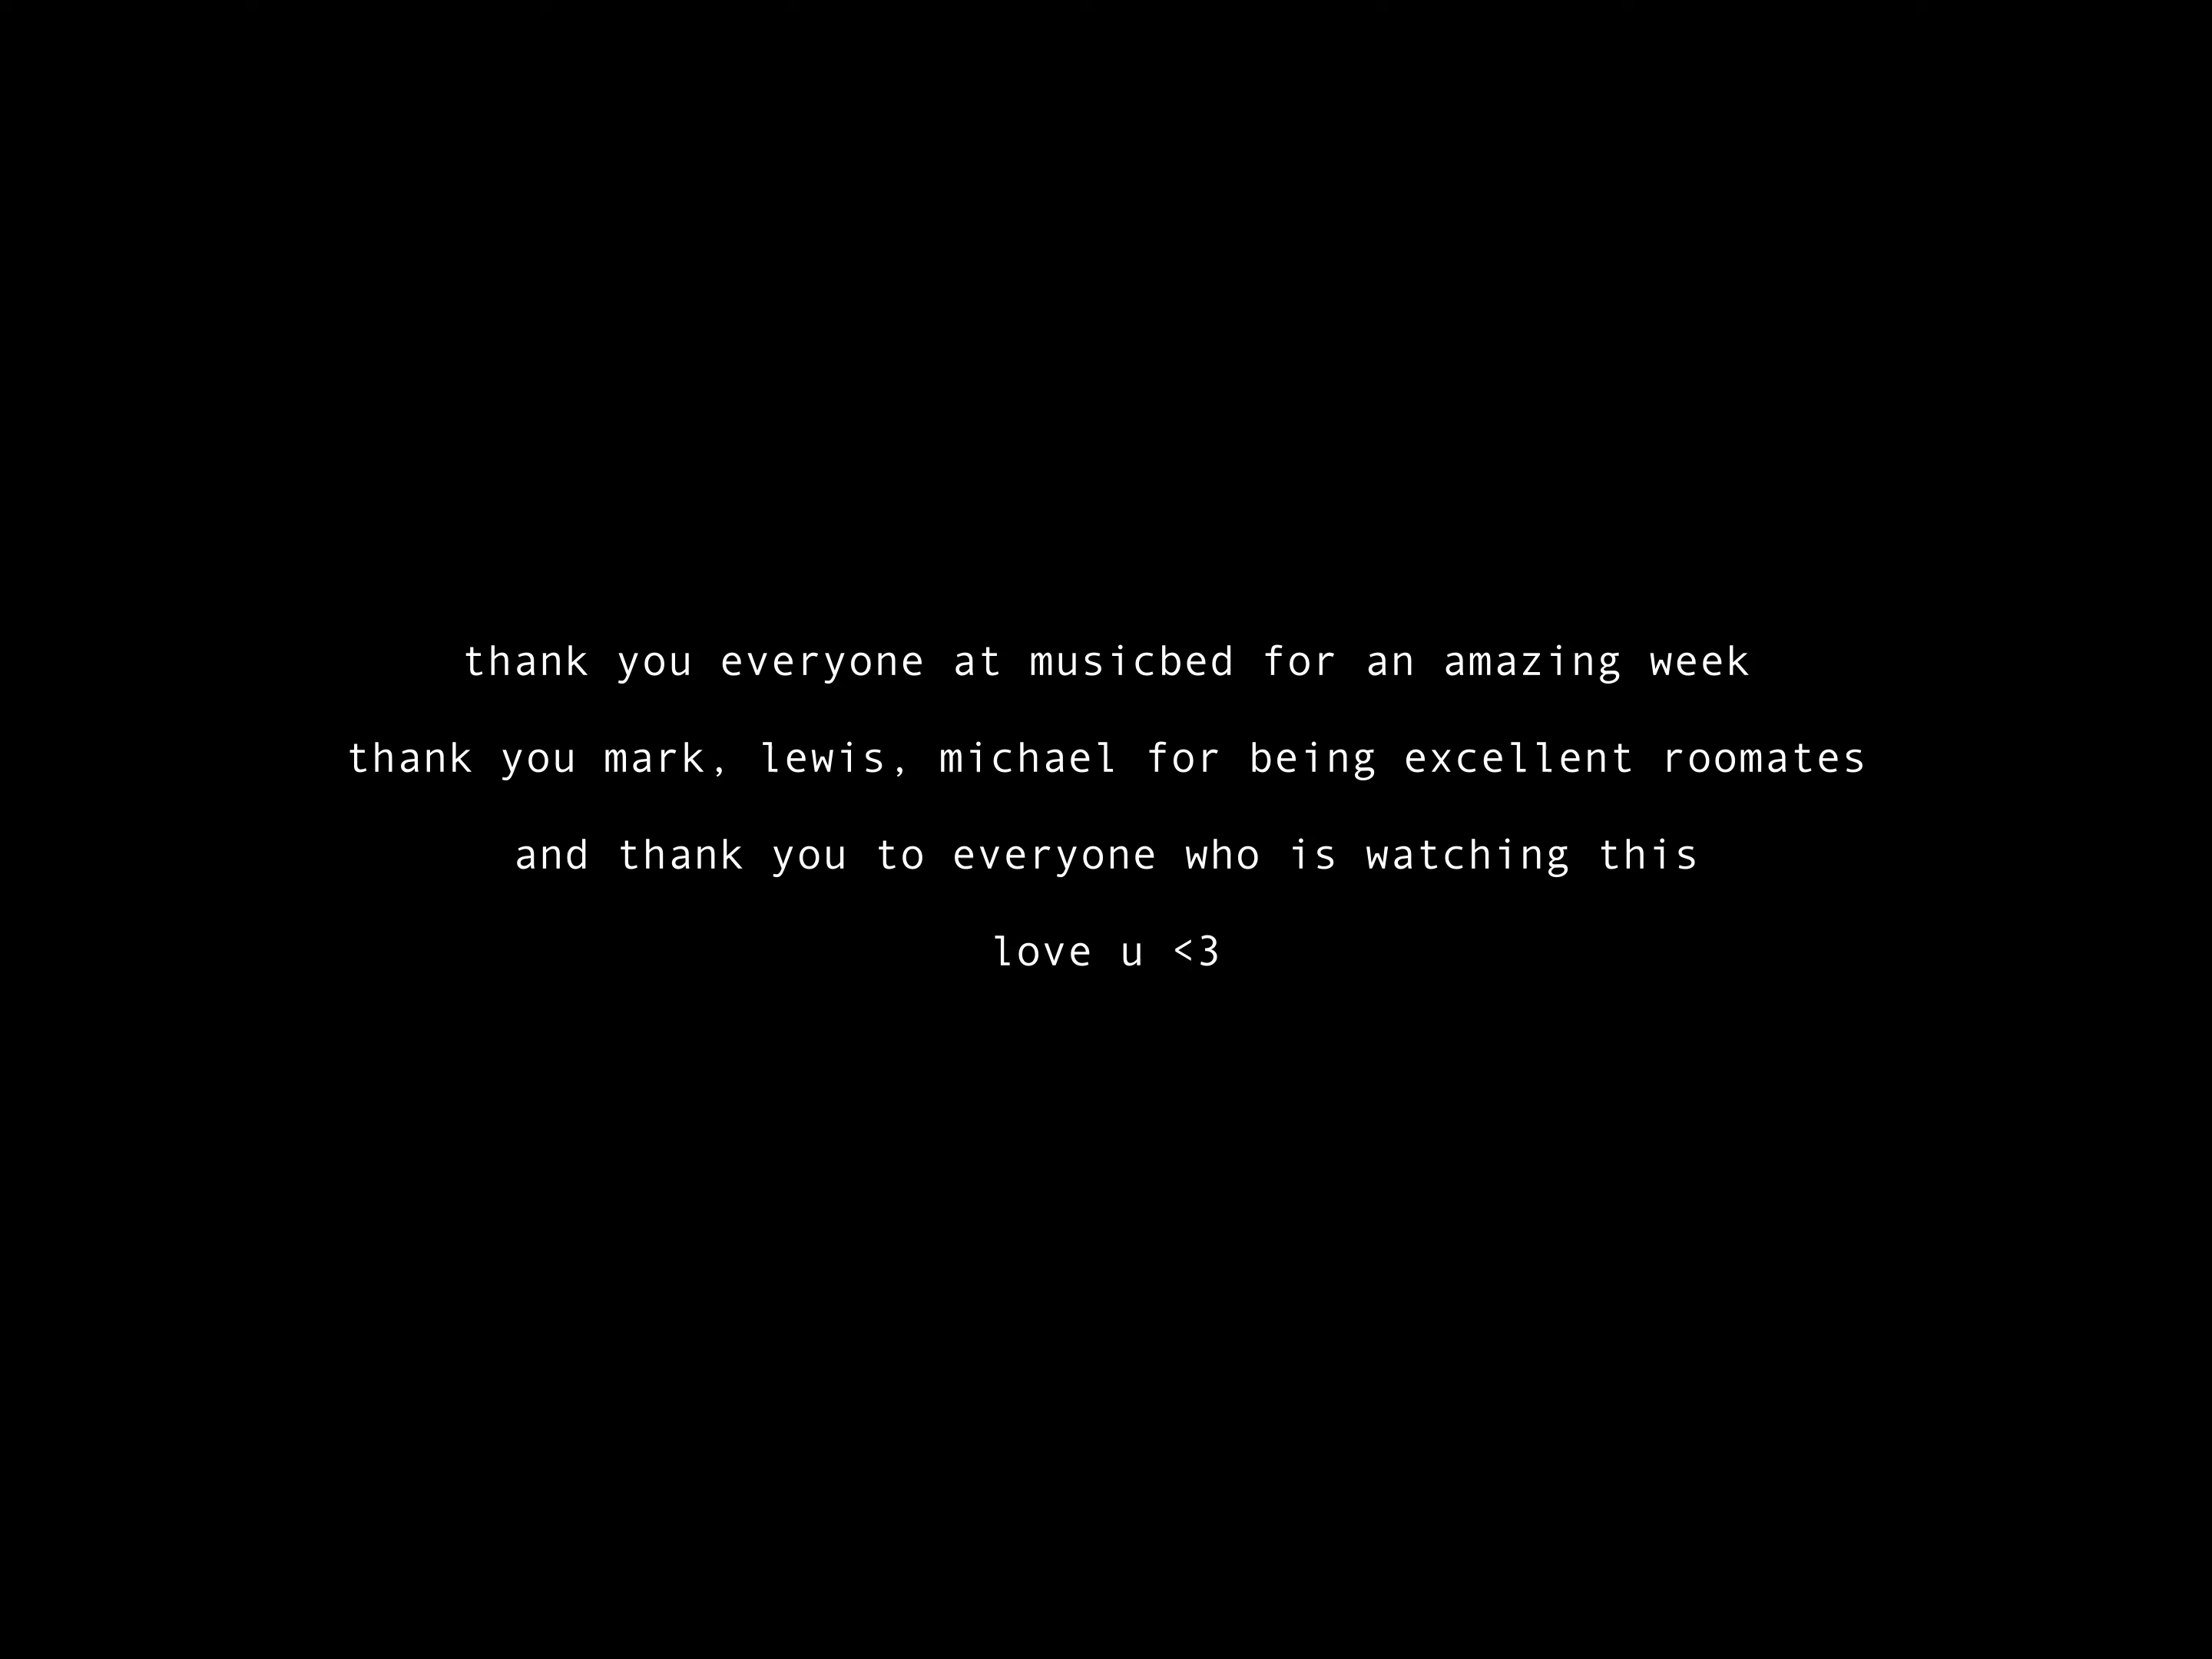 thank you everyone at musicbed for an amazing week
thank you mark, lewis, michael for being excellent roomates
and thank you to everyone who is watching this
love u <3